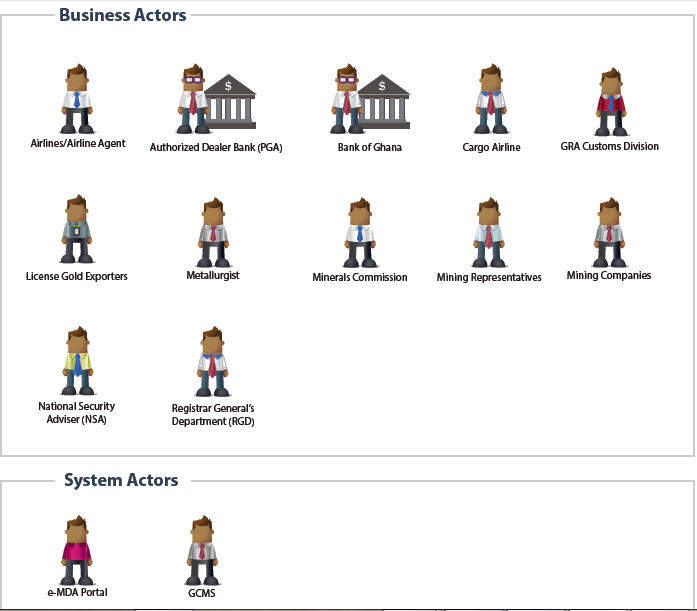 Business Actors
$
$
Airlines/Airline Agent
Authorized Dealer Bank (PGA)
Bank of Ghana
Cargo Airline
GRA Customs Division
License Gold Exporters
Metallurgist
Minerals Commission
Mining Representatives
Mining Companies
National Security
Adviser (NSA)
Registrar General's
Department (RGD)
System Actors
e-MDA Portal
GCMS